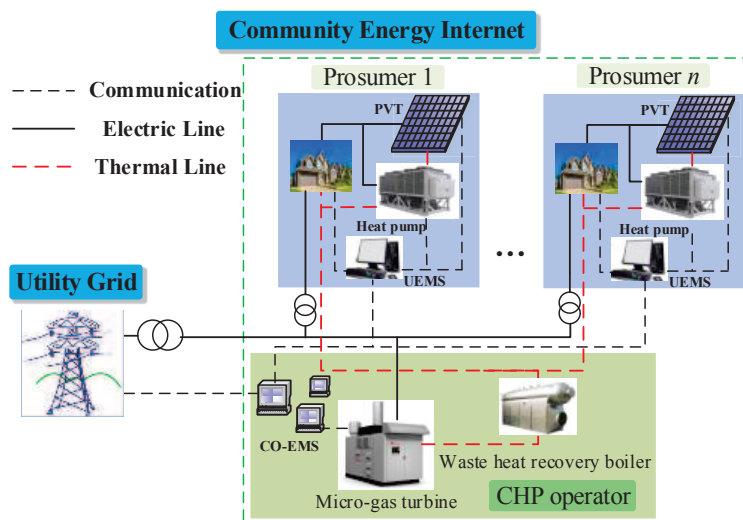 Community Energy Internet
Prosumer 1
Prosumer n
Communication
Electric Line
Thermal Line
PVT
PVT
Heat pump
Heat pump
UEMS
UEMS
...
Utility Grid
CO-EMS
Micro-gas turbine
Waste heat recovery boiler
CHP operator